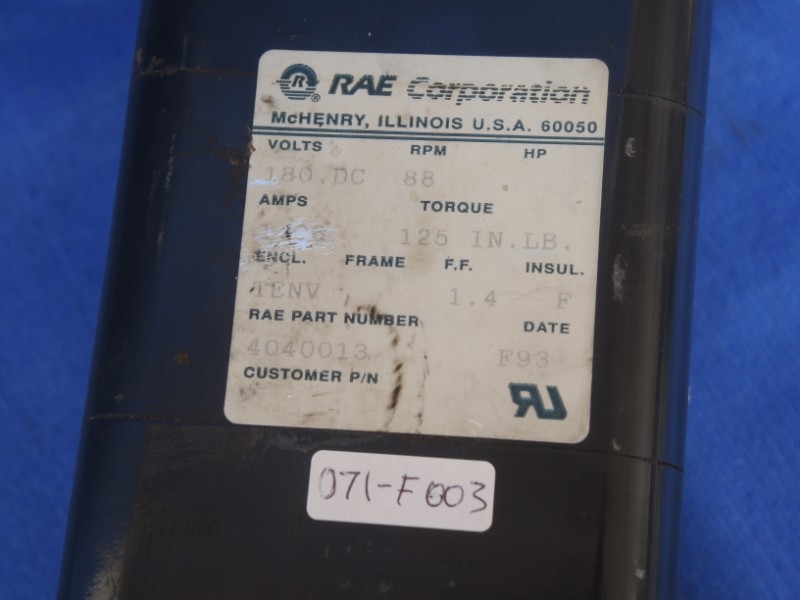 R ® RAE Corporation
McHENRY, ILLINOIS U.S.A. 60050
VOLTS RPM HP
180 DC 88
AMPS TORQUE
125 IN.LB.
ENCL. FRAME F.F. INSUL.
TENV 1.4 F
RAE PART NUMBER DATE
4040013 F93
CUSTOMER P/N
RU
071-F003